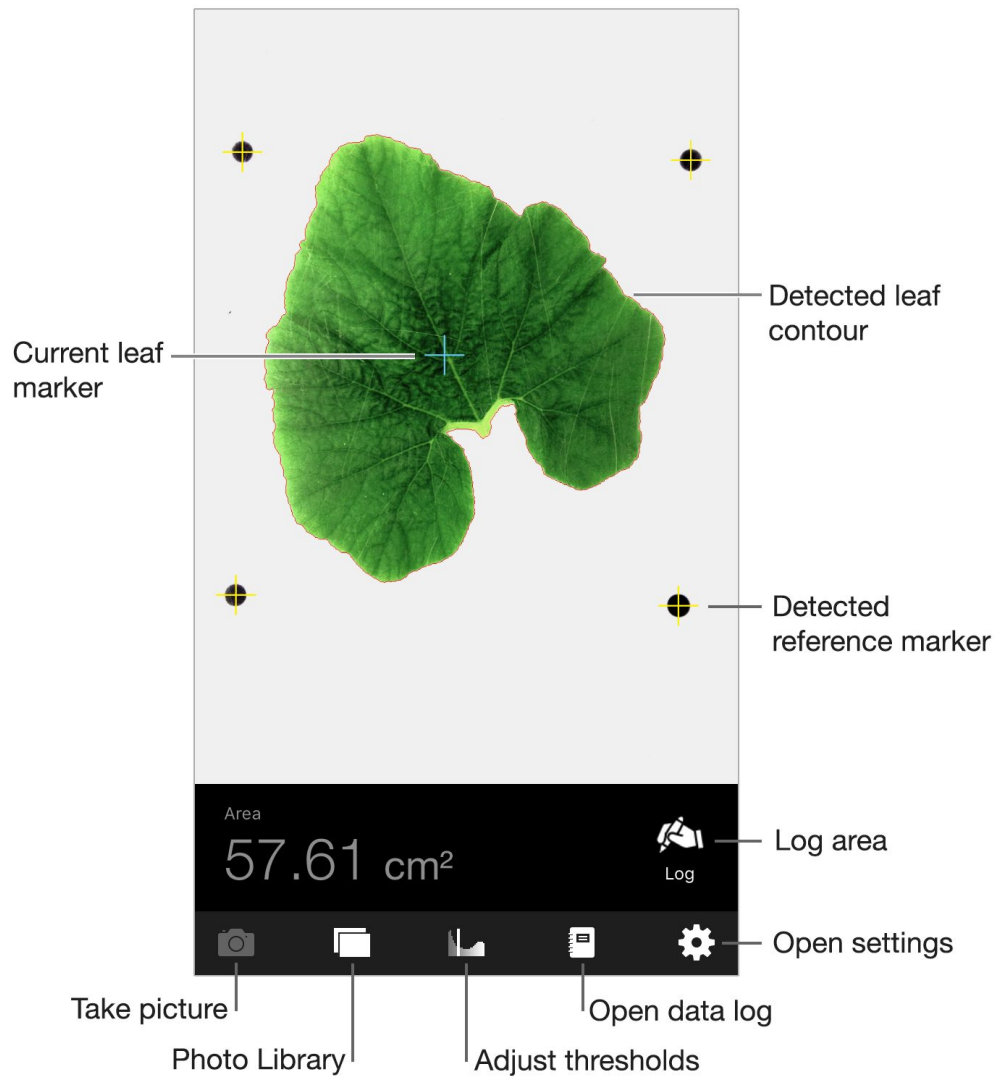 Detected leaf
contour
Current leaf
marker
Detected
reference marker
Area
57.61 cm²
Log
Log area
Open settings
Take picture
Open data log
Photo Library
Adjust thresholds